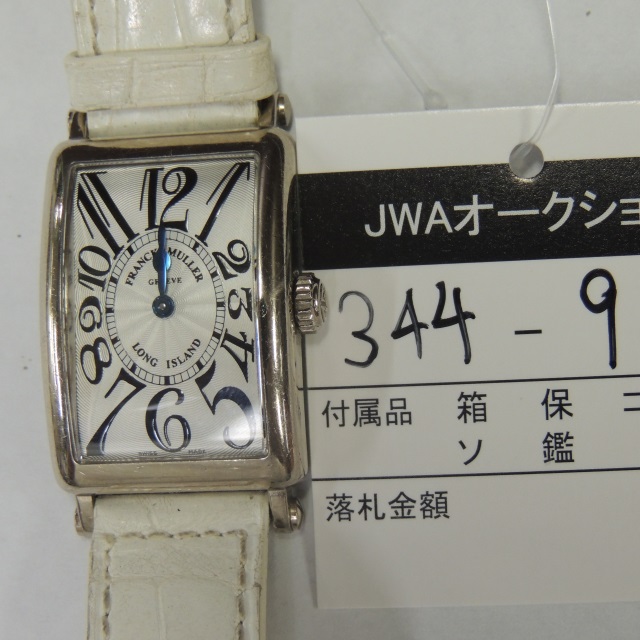 12
11 1
FRANCK MULLER
GENEVE
10 2
9 3
8 4
LONG ISLAND
7 6 5
JWAオークショ
344-9
付属品 箱 保
ソ 鑑
落札金額